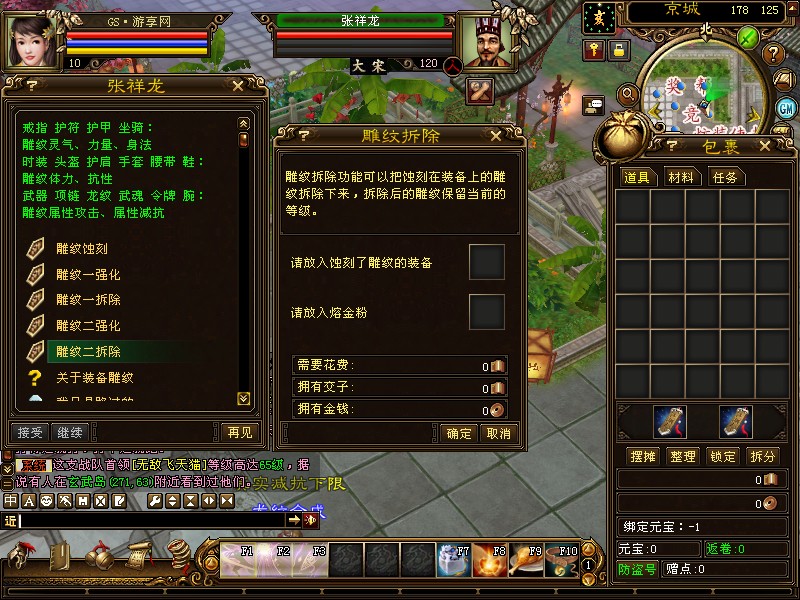 GS·游享网
10
张祥龙
大宋
120
京城
178 125
北
GM
张祥龙
戒指 护符 护甲 坐骑：
雕纹灵气、力量、身法
时装 头盔 护肩 手套 腰带 鞋：
雕纹体力、抗性
武器 项链 龙纹 武魂 令牌 腕：
雕纹属性攻击、属性减抗
雕纹蚀刻
雕纹一强化
雕纹一拆除
雕纹二强化
雕纹二拆除
关于装备雕纹
接受
继续
再见
雕纹拆除
雕纹拆除功能可以把蚀刻在装备上的雕
纹拆除下来，拆除后的雕纹保留当前的
等级。
请放入蚀刻了雕纹的装备
请放入熔金粉
需要花费：
0
拥有交子：
0
拥有金钱：
0
确定
取消
包裹
道具
材料
任务
摆摊
整理
锁定
拆分
0
0
绑定元宝：-1
元宝:0
返卷:0
防盗号
赠点:0
系统 这支战队首领[无敌飞天猫]等级高达65级，据
说有人在玄武岛(271,63)附近看到过他们。
实减抗下限
中
A
近
F1
F2
F3
F7
F8
F9
F10
1